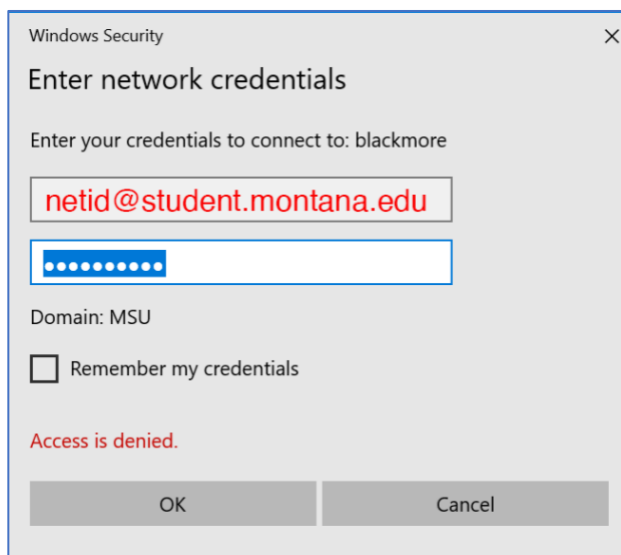 Windows Security
Enter network credentials
Enter your credentials to connect to: blackmore
netid@student.montana.edu
••••••••••
Domain: MSU
Remember my credentials
Access is denied.
OK
Cancel